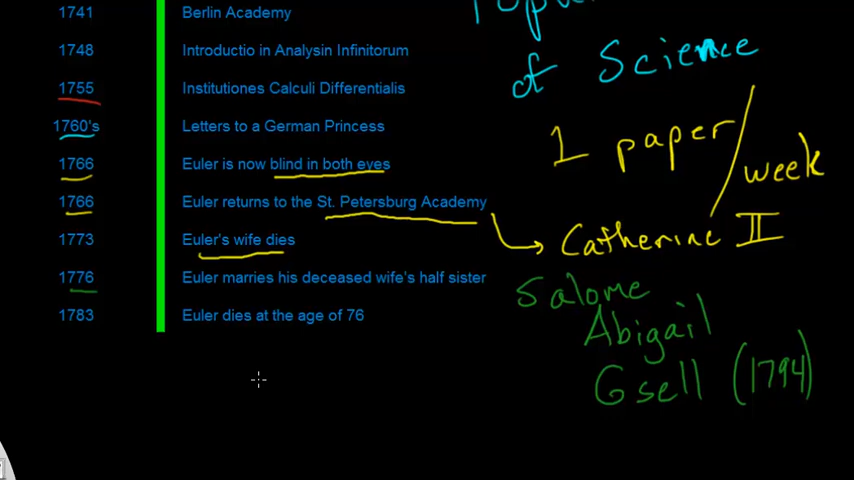 1741 Berlin Academy
1748 Introductio in Analysin Infinitorum
1755 Institutiones Calculi Differentialis
1760's Letters to a German Princess
1766 Euler is now blind in both eyes
1766 Euler returns to the St. Petersburg Academy
1773 Euler's wife dies
1776 Euler marries his deceased wife's half sister
1783 Euler dies at the age of 76
of Science
1 paper/week
Catherine II
Salome
Abigail
Gsell (1794)